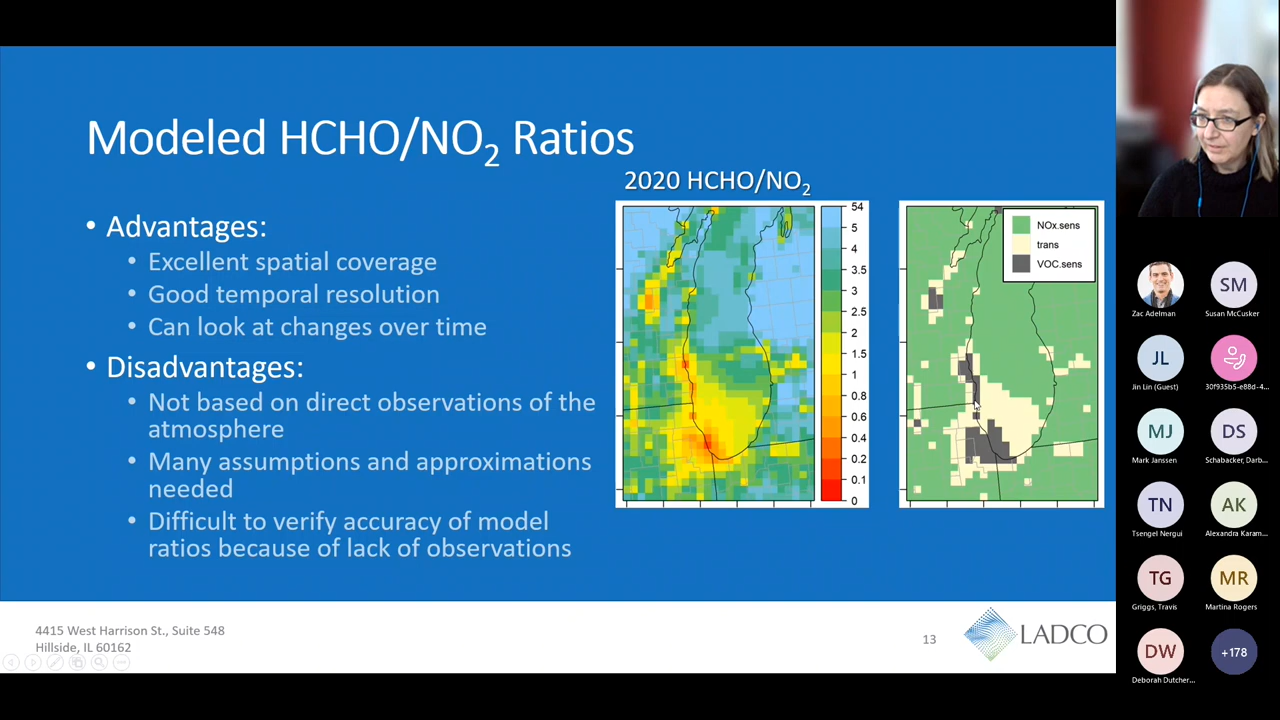 Modeled HCHO/NO2 Ratios
2020 HCHO/NO2
• Advantages:
• Excellent spatial coverage
• Good temporal resolution
• Can look at changes over time
• Disadvantages:
• Not based on direct observations of the
atmosphere
• Many assumptions and approximations
needed
• Difficult to verify accuracy of model
ratios because of lack of observations
54
5
4
3.5
3
2.5
2
1.5
1
0.8
0.6
0.4
0.2
0.1
0
NOx.sens
trans
VOC.sens
4415 West Harrison St., Suite 548
Hillside, IL 60162
13
LADCO
Zac Adelman
SM
Susan McCusker
JL
Jin Lin (Guest)
30f935b5-e88d-4...
MJ
Mark Janssen
DS
Schabacker, Darb...
TN
Tsengel Nergui
AK
Alexandra Karam...
TG
Griggs, Travis
MR
Martina Rogers
DW
Deborah Dutcher...
+178